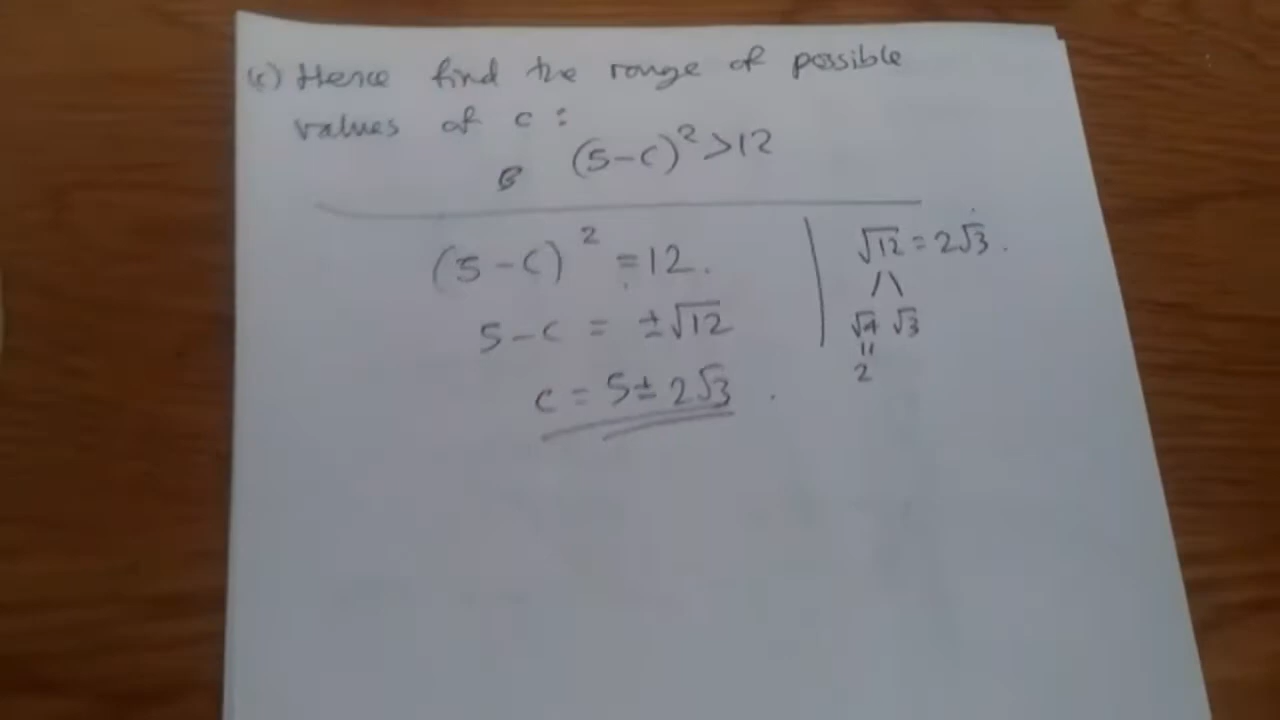 (c) Hence find the range of possible
values of c :
(5-c)² > 12
(5-c)² = 12.
5-c = ±√12
c = 5± 2√3 .
√12 = 2√3 .
√4 √3
=
2